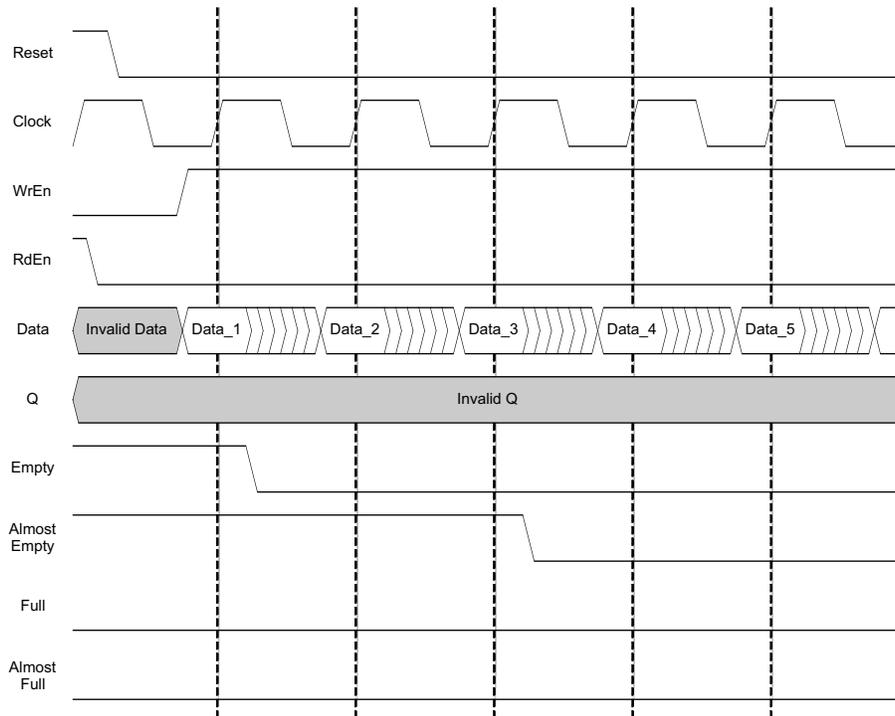 Reset
Clock
WrEn
RdEn
Data
Invalid Data
Data_1
Data_2
Data_3
Data_4
Data_5
Q
Invalid Q
Empty
Almost
Empty
Full
Almost
Full